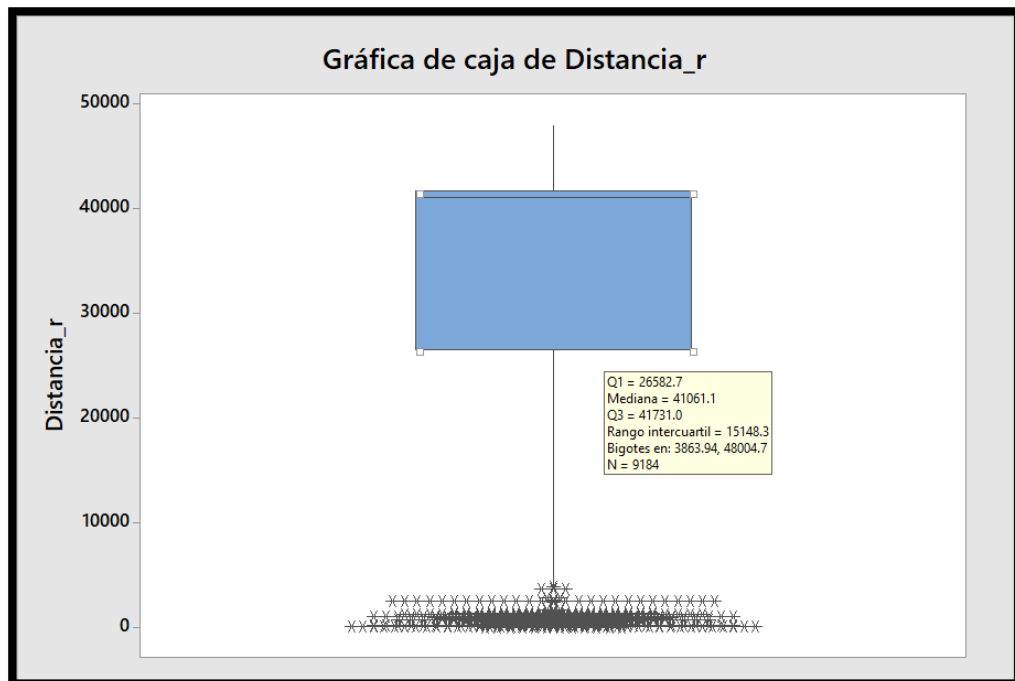 Gráfica de caja de Distancia_r
50000
40000
30000
20000
10000
0
Distancia_r
Q1 = 26582.7
Mediana = 41061.1
Q3 = 41731.0
Rango intercuartil = 15148.3
Bigotes en: 3863.94, 48004.7
N = 9184